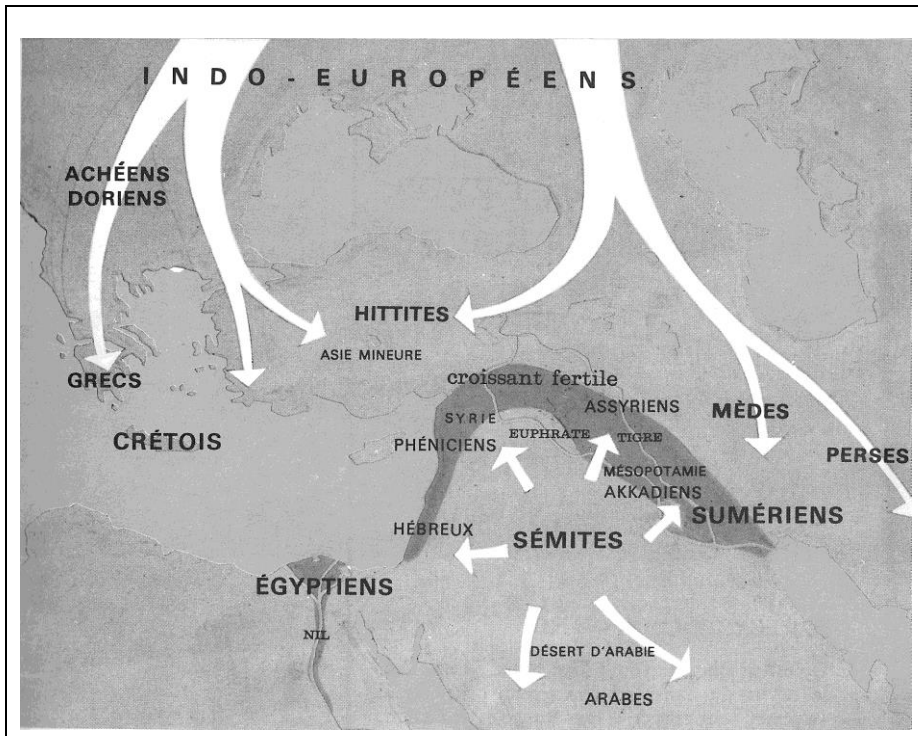 INDO-EUROPÉENS
ACHÉENS
DORIENS
HITTITES
ASIE MINEURE
GRECS
croissant fertile
ASSYRIENS
MÈDES
SYRIE
CRÉTOIS
PHÉNICIENS
EUPHRATE
TIGRE
PERSES
MÉSOPOTAMIE
AKKADIENS
SUMÉRIENS
HÉBREUX
SÉMITES
ÉGYPTIENS
NIL
DÉSERT D'ARABIE
ARABES